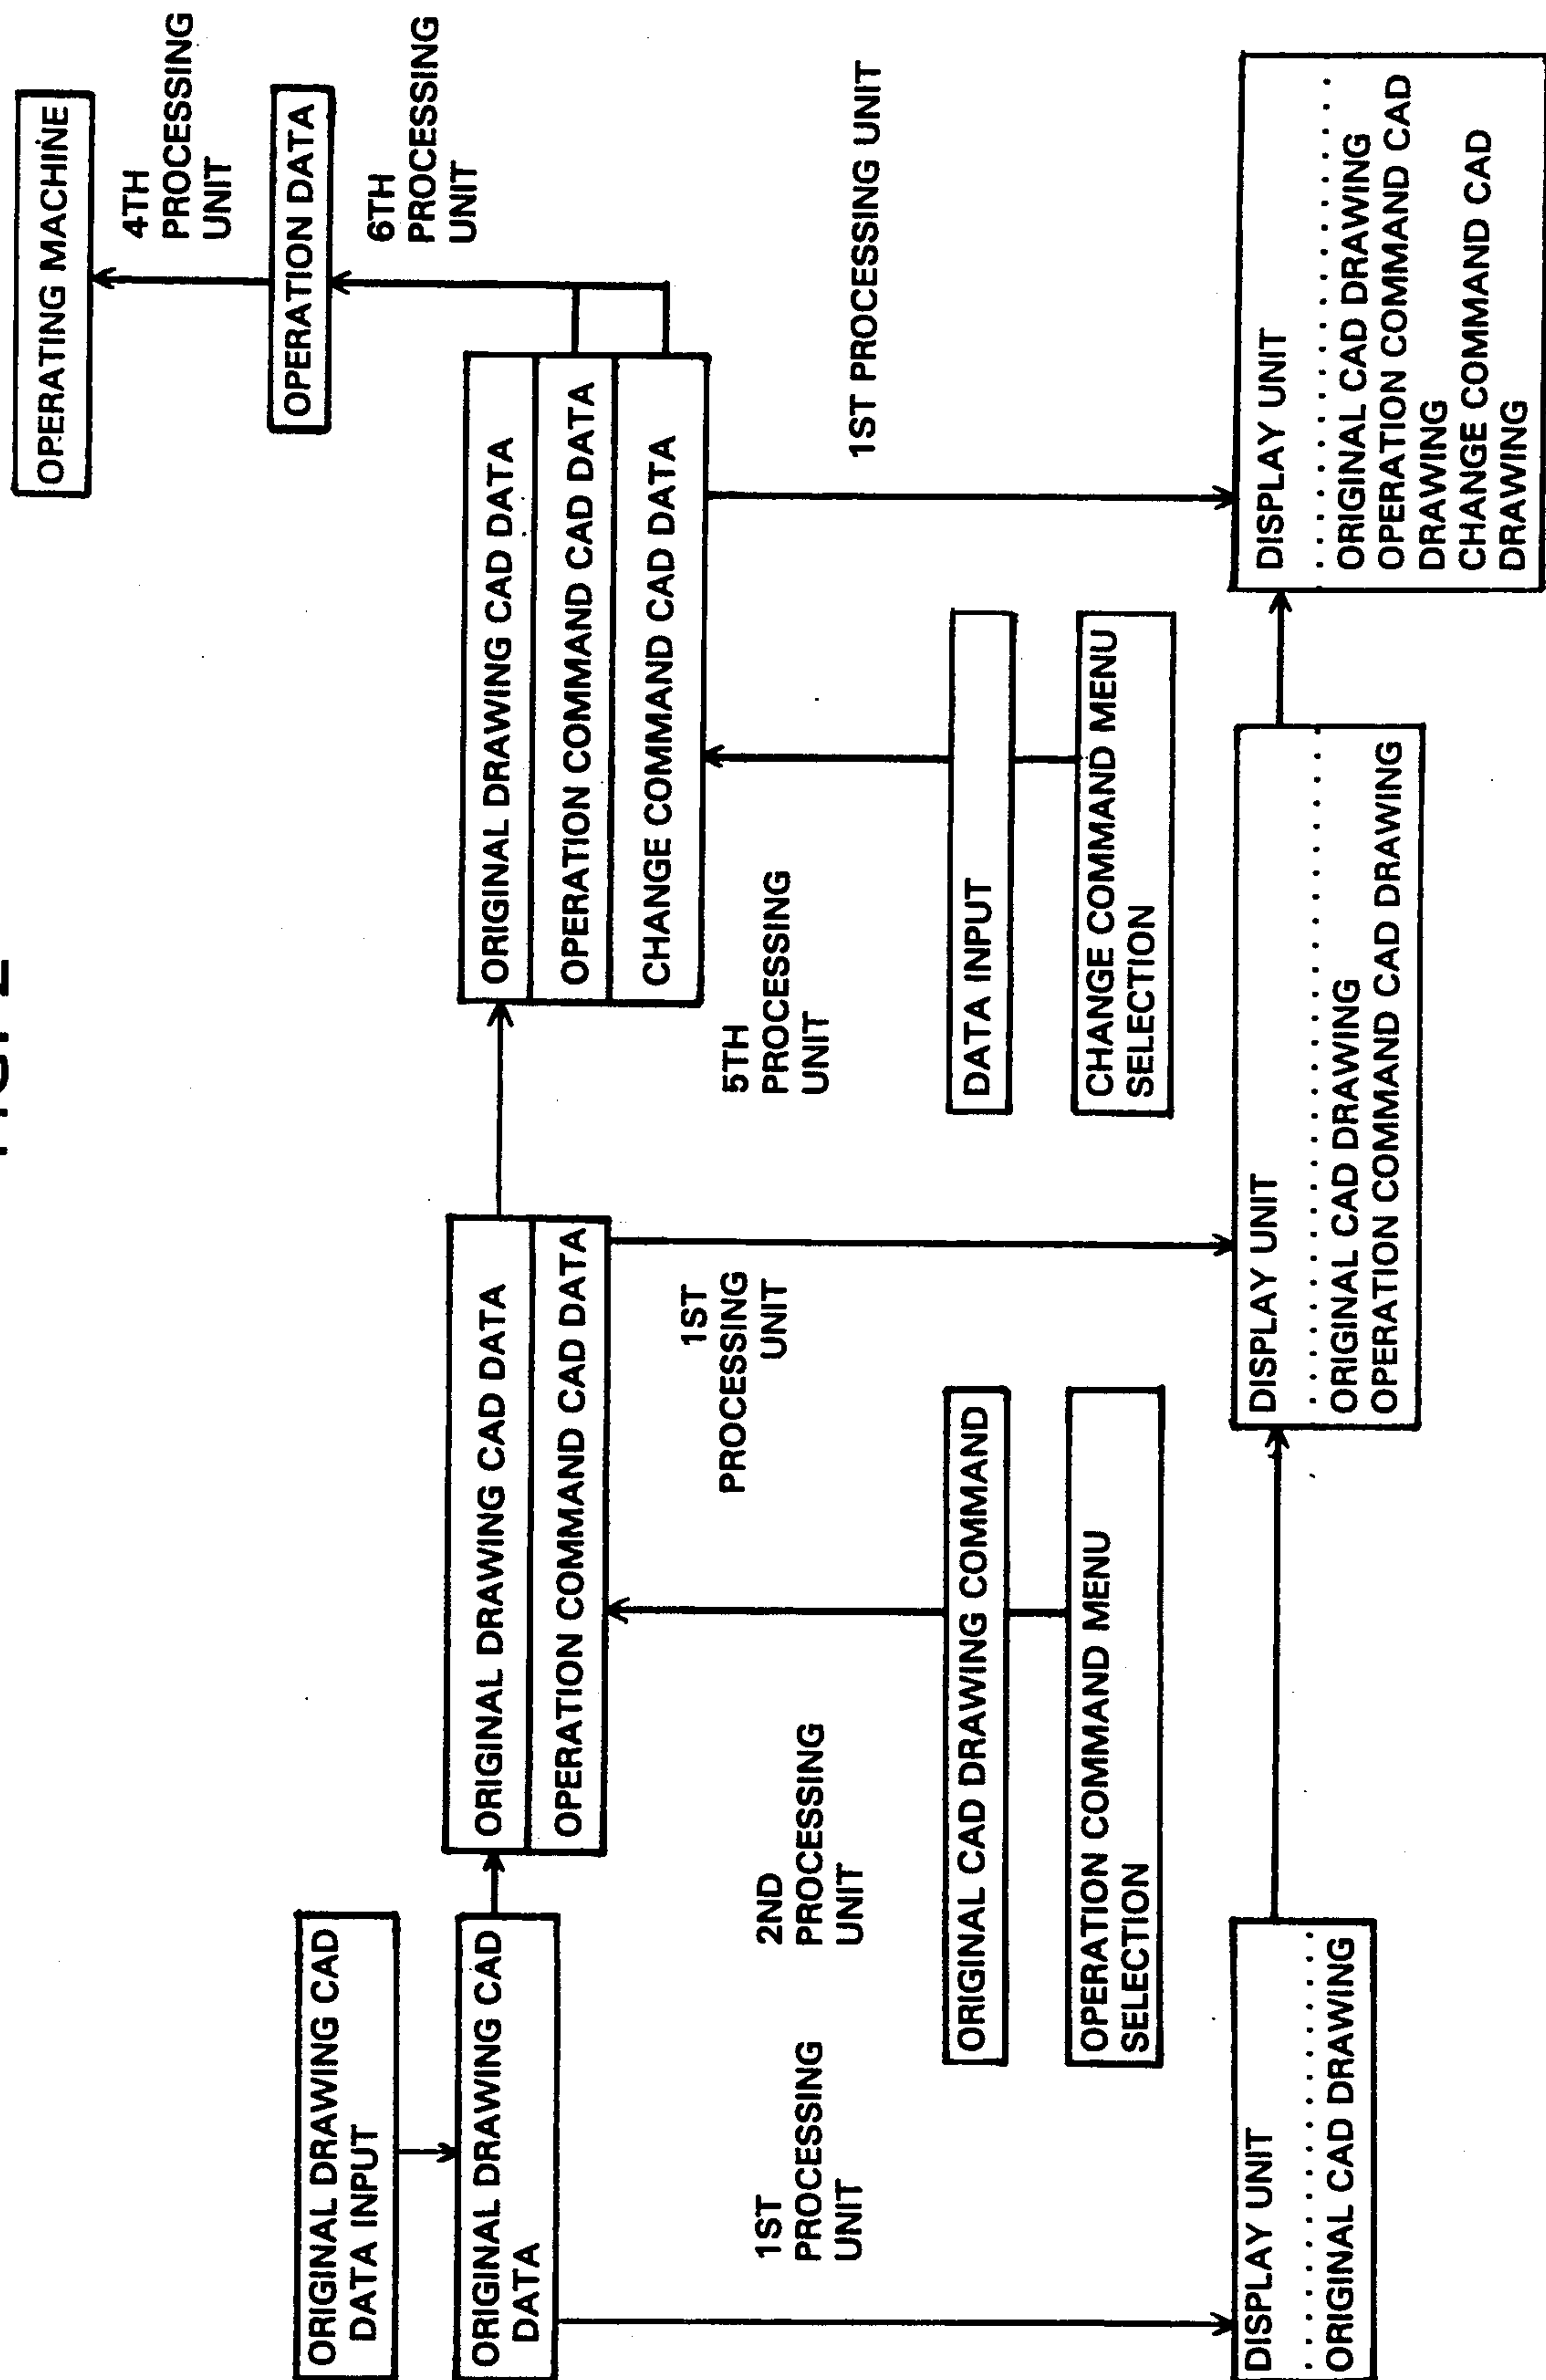 FIG. 2
ORIGINAL DRAWING CAD
DATA INPUT
ORIGINAL DRAWING CAD
DATA
1ST
PROCESSING
UNIT
DISPLAY UNIT
ORIGINAL CAD DRAWING
ORIGINAL DRAWING CAD DATA
OPERATION COMMAND CAD DATA
2ND
PROCESSING
UNIT
ORIGINAL CAD DRAWING COMMAND
OPERATION COMMAND MENU
SELECTION
1ST
PROCESSING
UNIT
DISPLAY UNIT
ORIGINAL CAD DRAWING
OPERATION COMMAND CAD DRAWING
ORIGINAL DRAWING CAD DATA
OPERATION COMMAND CAD DATA
CHANGE COMMAND CAD DATA
5TH
PROCESSING
UNIT
DATA INPUT
CHANGE COMMAND MENU
SELECTION
OPERATING MACHINE
4TH
PROCESSING
UNIT
OPERATION DATA
6TH
PROCESSING
UNIT
1ST PROCESSING UNIT
DISPLAY UNIT
ORIGINAL CAD DRAWING
OPERATION COMMAND CAD
DRAWING
CHANGE COMMAND CAD
DRAWING